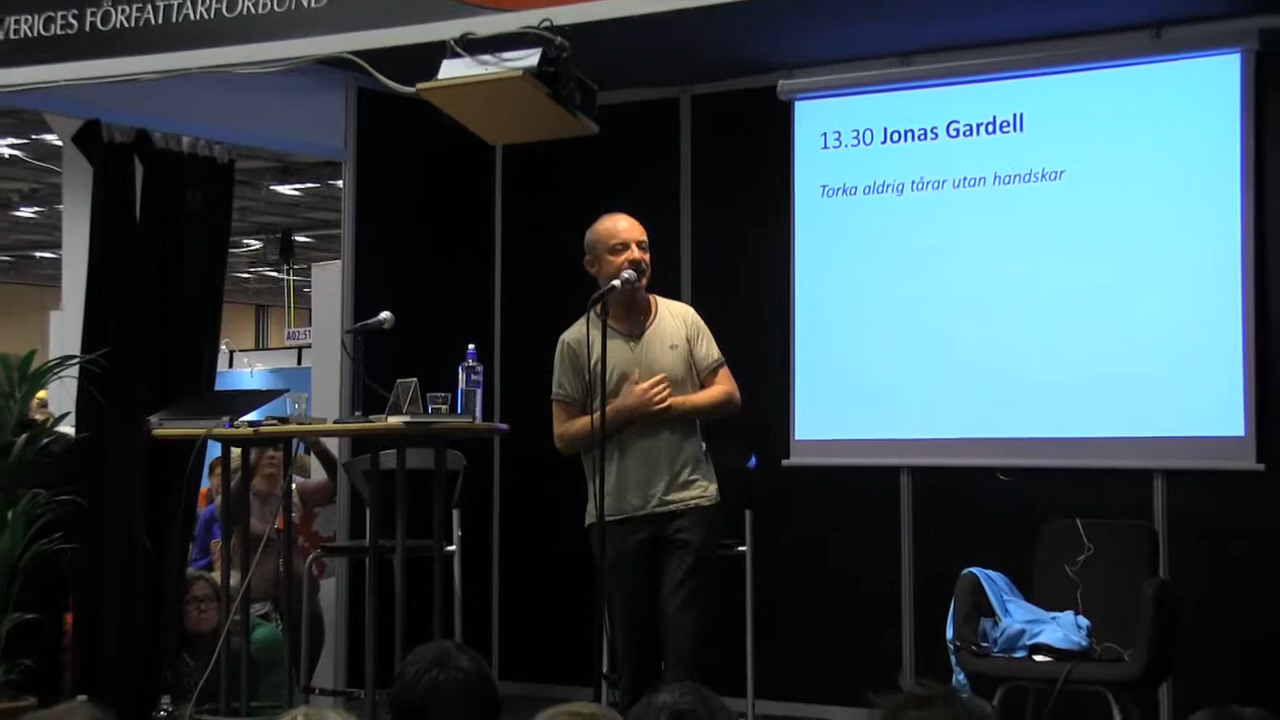 VERIGES FÖRFATTARFÖRBUND
13.30 Jonas Gardell
Torka aldrig tårar utan handskar
A02:51